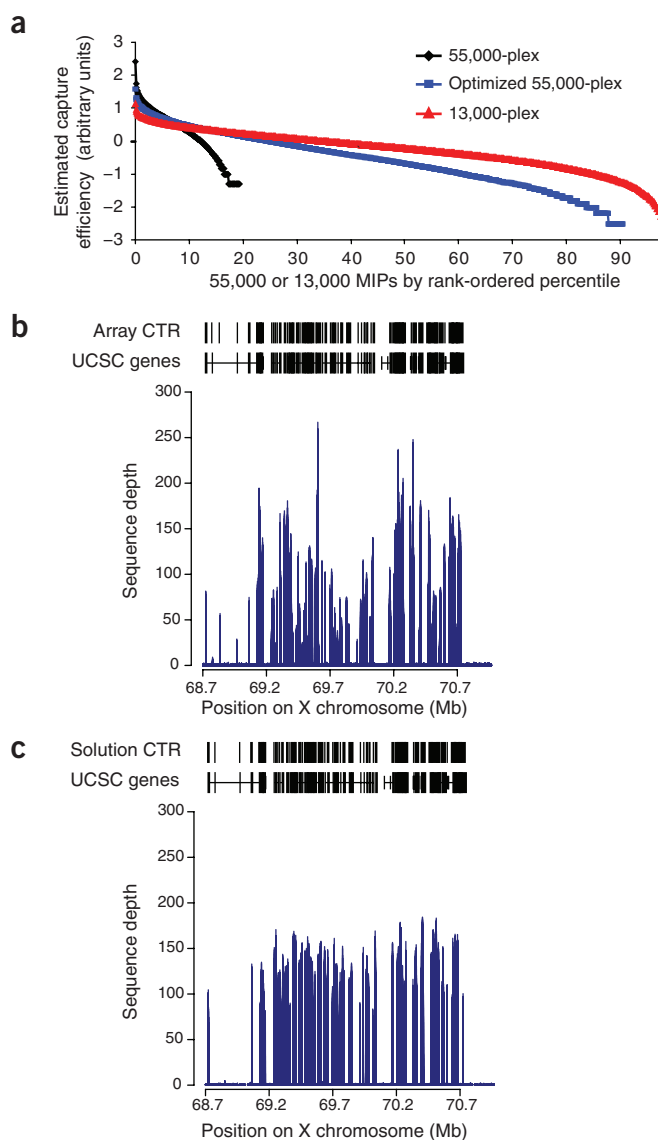 a
3
2
1
0
−1
−2
−3
Estimated capture
efficiency (arbitrary units)
55,000-plex
Optimized 55,000-plex
13,000-plex
0 10 20 30 40 50 60 70 80 90
55,000 or 13,000 MIPs by rank-ordered percentile
b
Array CTR
UCSC genes
300
250
200
150
100
50
0
Sequence depth
68.7 69.2 69.7 70.2 70.7
Position on X chromosome (Mb)
c
Solution CTR
UCSC genes
300
250
200
150
100
50
0
Sequence depth
68.7 69.2 69.7 70.2 70.7
Position on X chromosome (Mb)